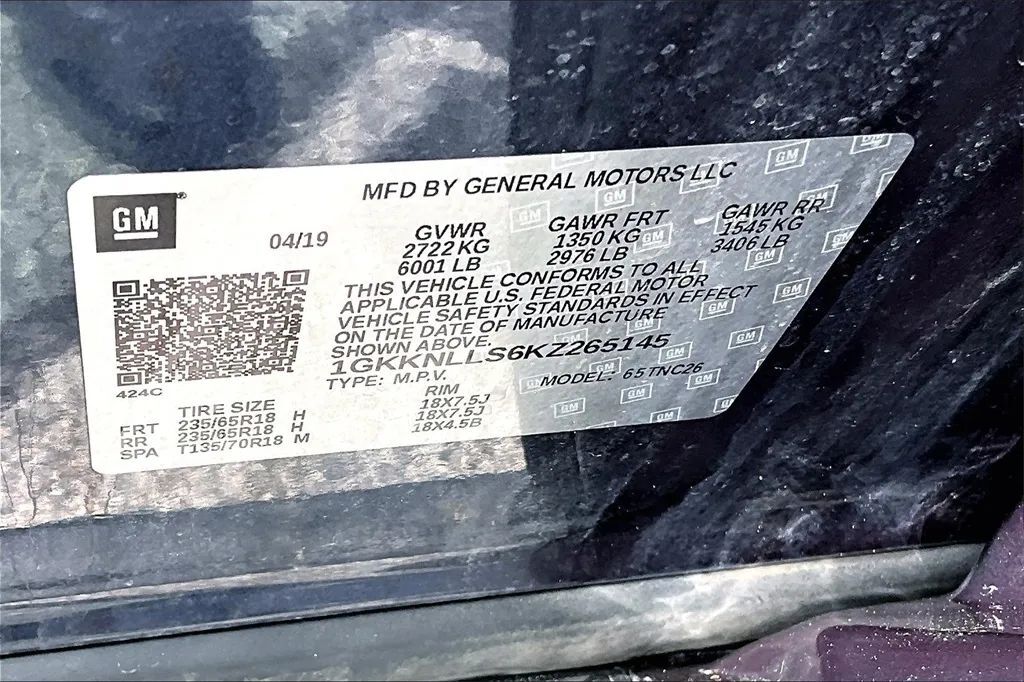 GM
MFD BY GENERAL MOTORS LLC
04/19
GVWR GAWR FRT GAWR RR
2722 KG 1350 KG 1545 KG
6001 LB 2976 LB 3406 LB
THIS VEHICLE CONFORMS TO ALL
APPLICABLE U.S. FEDERAL MOTOR
VEHICLE SAFETY STANDARDS IN EFFECT
ON THE DATE OF MANUFACTURE
SHOWN ABOVE.
1GKKNLLS6KZ265145
TYPE: M.P.V. MODEL: 65TNC26
424C
TIRE SIZE RIM
FRT 235/65R18 H 18X7.5J
RR 235/65R18 H 18X7.5J
SPA T135/70R18 M 18X4.5B